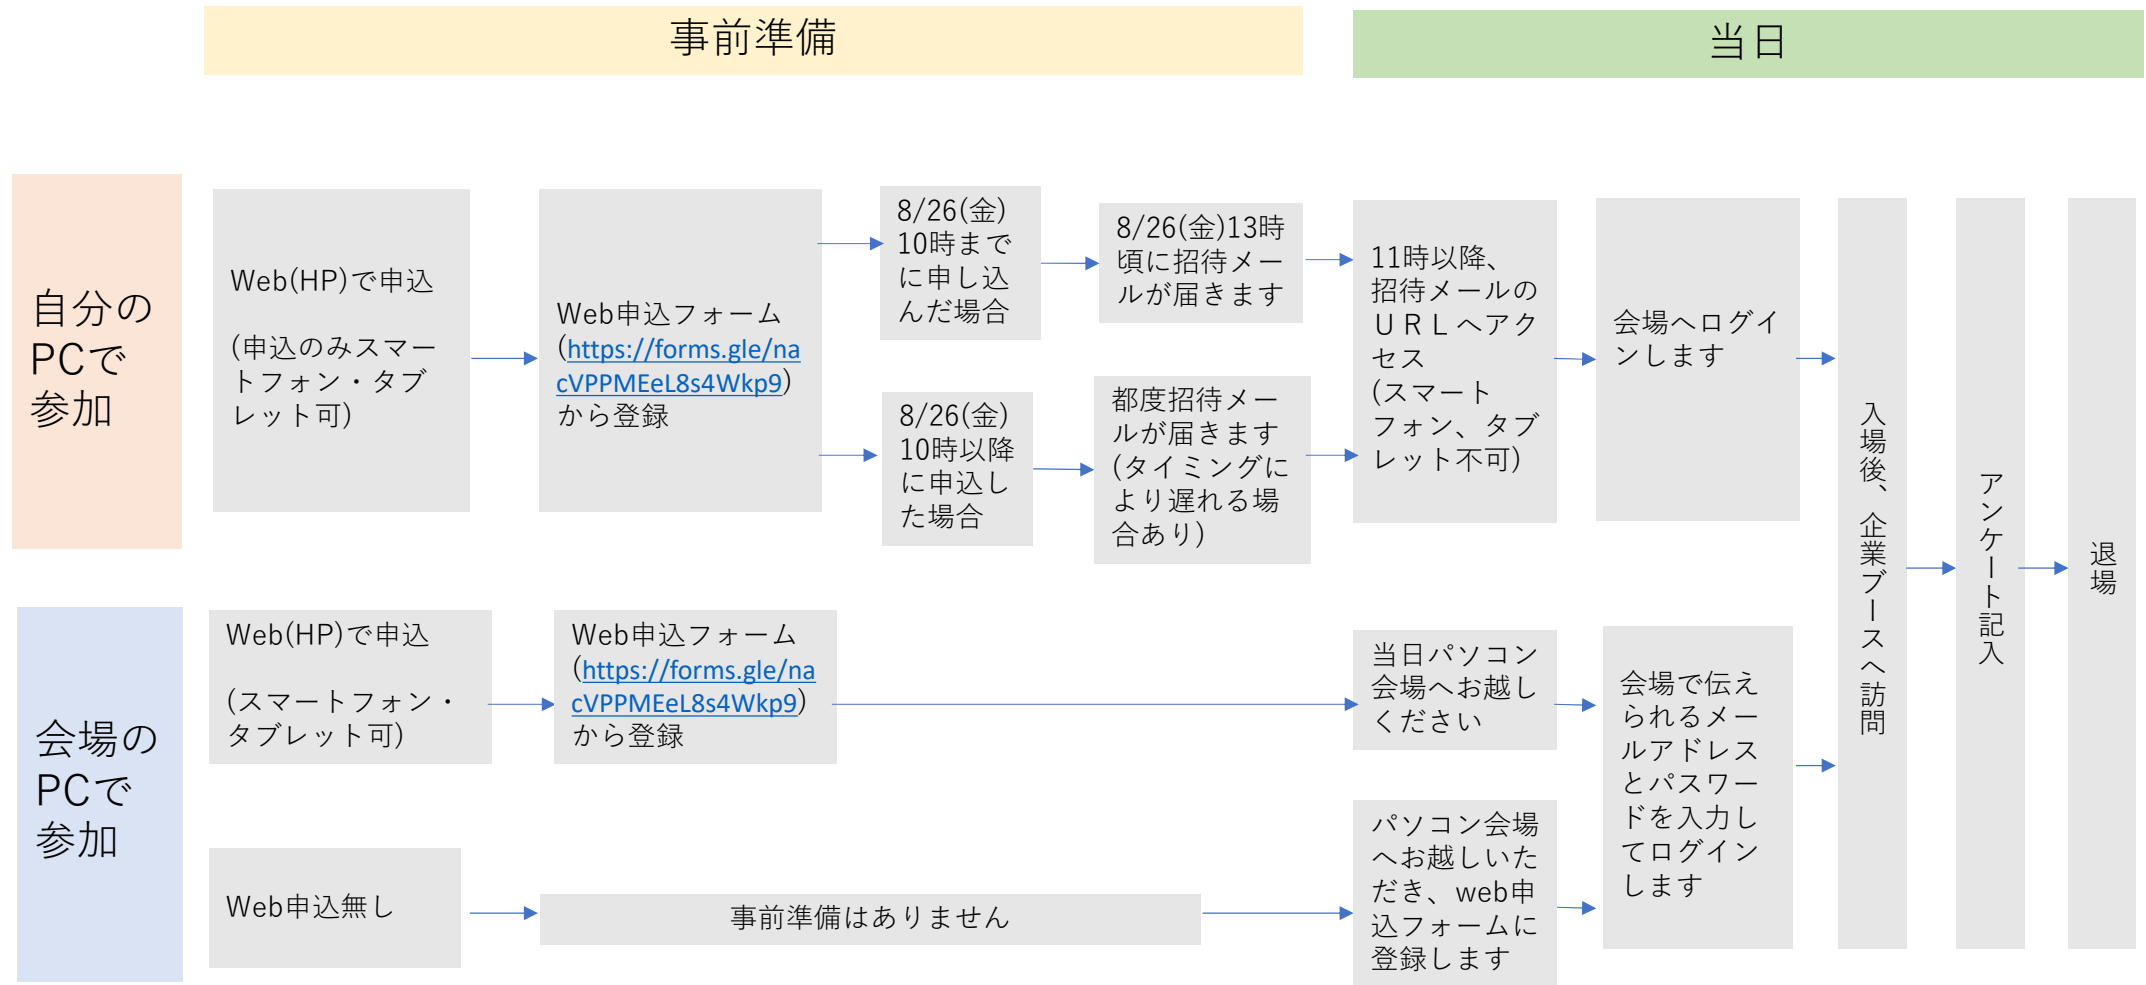 事前準備
当日
自分の
PCで
参加
Web(HP)で申込
(申込のみスマー
トフォン・タブ
レット可)
Web申込フォーム
(https://forms.gle/na
cVPPMEeL8s4Wkp9)
から登録
8/26(金)
10時まで
に申し込
んだ場合
8/26(金)13時
頃に招待メー
ルが届きます
8/26(金)
10時以降
に申込し
た場合
都度招待メー
ルが届きます
(タイミングに
より遅れる場
合あり)
11時以降、
招待メールの
ＵＲＬへアク
セス
(スマート
フォン、タブ
レット不可)
会場へログイ
ンします
会場の
PCで
参加
Web(HP)で申込
(スマートフォン・
タブレット可)
Web申込フォーム
(https://forms.gle/na
cVPPMEeL8s4Wkp9)
から登録
当日パソコン
会場へお越し
ください
Web申込無し
事前準備はありません
パソコン会場
へお越しいた
だき、web申
込フォームに
登録します
会場で伝え
られるメー
ルアドレス
とパスワー
ドを入力し
てログイン
します
入場後、企業ブースへ訪問
アンケート記入
退場